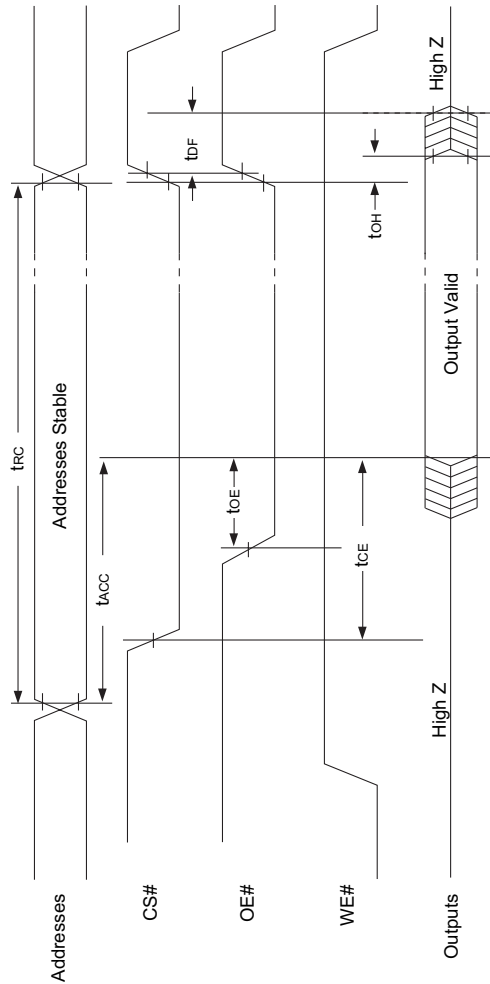 tRC
Addresses
Addresses Stable
tACC
tDF
CS#
tOE
OE#
tOH
tCE
WE#
High Z
Output Valid
High Z
Outputs